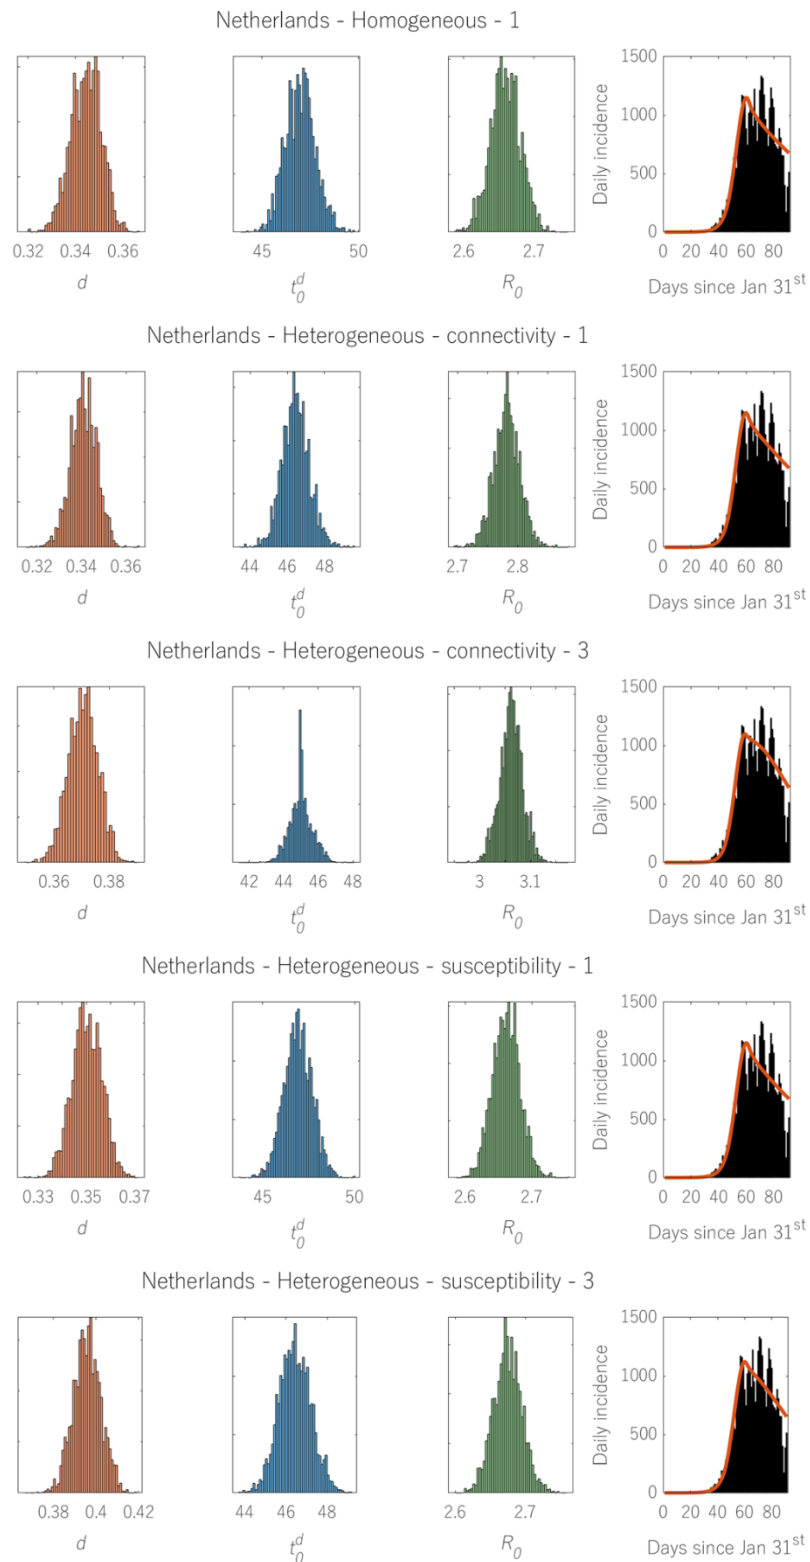 Netherlands - Homogeneous - 1
1500
1000
500
0
Daily incidence
0.32 0.34 0.36
45 50
2.6 2.7
0 20 40 60 80
d
t₀ᵈ
R₀
Days since Jan 31ˢᵗ
Netherlands - Heterogeneous - connectivity - 1
1500
1000
500
0
Daily incidence
0.32 0.34 0.36
44 46 48
2.7 2.8
0 20 40 60 80
d
t₀ᵈ
R₀
Days since Jan 31ˢᵗ
Netherlands - Heterogeneous - connectivity - 3
1500
1000
500
0
Daily incidence
0.36 0.38
42 44 46 48
3 3.1
0 20 40 60 80
d
t₀ᵈ
R₀
Days since Jan 31ˢᵗ
Netherlands - Heterogeneous - susceptibility - 1
1500
1000
500
0
Daily incidence
0.33 0.35 0.37
45 50
2.6 2.7
0 20 40 60 80
d
t₀ᵈ
R₀
Days since Jan 31ˢᵗ
Netherlands - Heterogeneous - susceptibility - 3
1500
1000
500
0
Daily incidence
0.38 0.4 0.42
44 46 48
2.6 2.7
0 20 40 60 80
d
t₀ᵈ
R₀
Days since Jan 31ˢᵗ